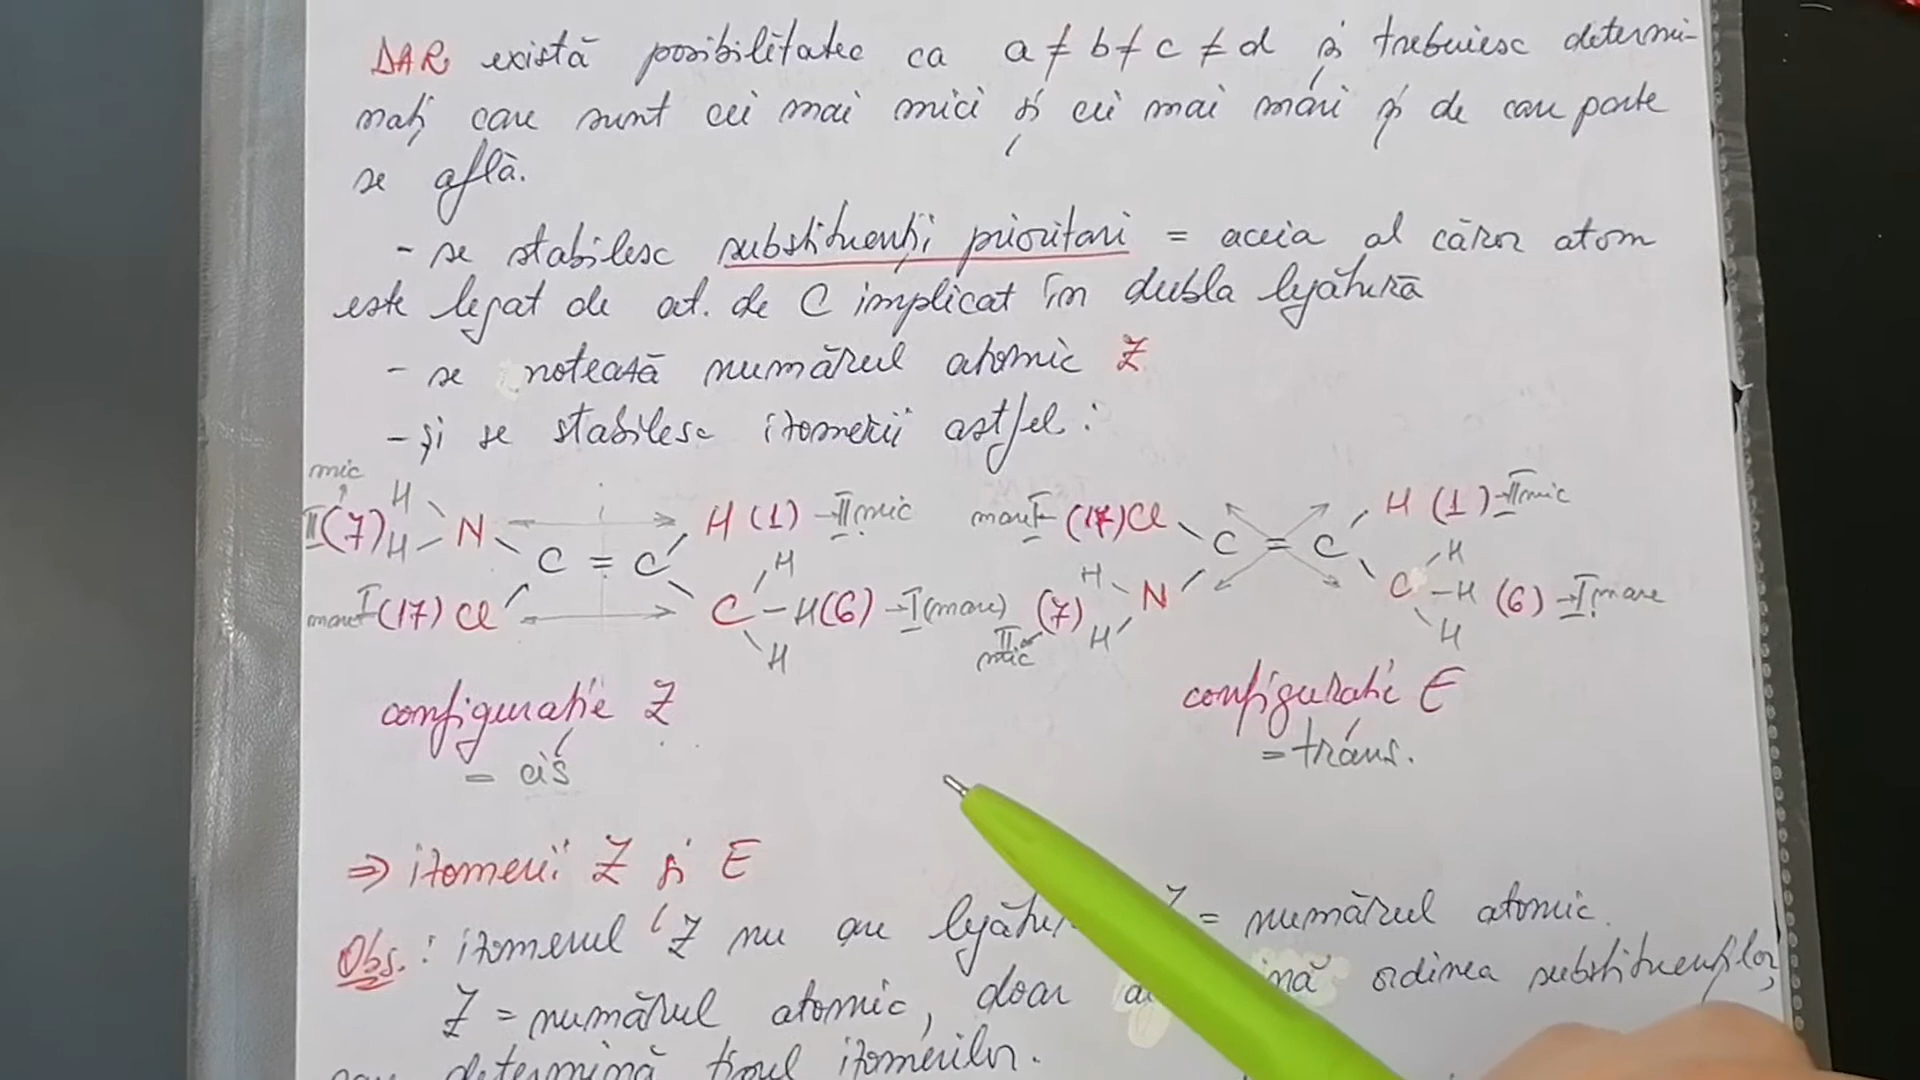 DAR există posibilitatea ca a ≠ b ≠ c ≠ d și trebuiesc determi-
nați care sunt cei mai mici și cei mai mari și de care parte
se află.
- se stabilesc substituenți prioritari = aceia al căror atom
este legat de at. de C implicat în dubla legătură
- se notează numărul atomic Z
- și se stabilesc izomerii astfel:
mic
II (7) H H N C = C H (1) - II mic
mare I (17) Cl C H H H (6) - I (mare)
mare I (17) Cl C = C H (1) - II mic
II mic (7) H H N C H H H (6) - I mare
configurație Z
= cis
configurație E
= trans.
⇒ izomerii Z și E
Obs.: izomerul Z nu are Z = numărul atomic.
Z = numărul atomic, doar ordinea substituenților,
determină tipul izomerilor.